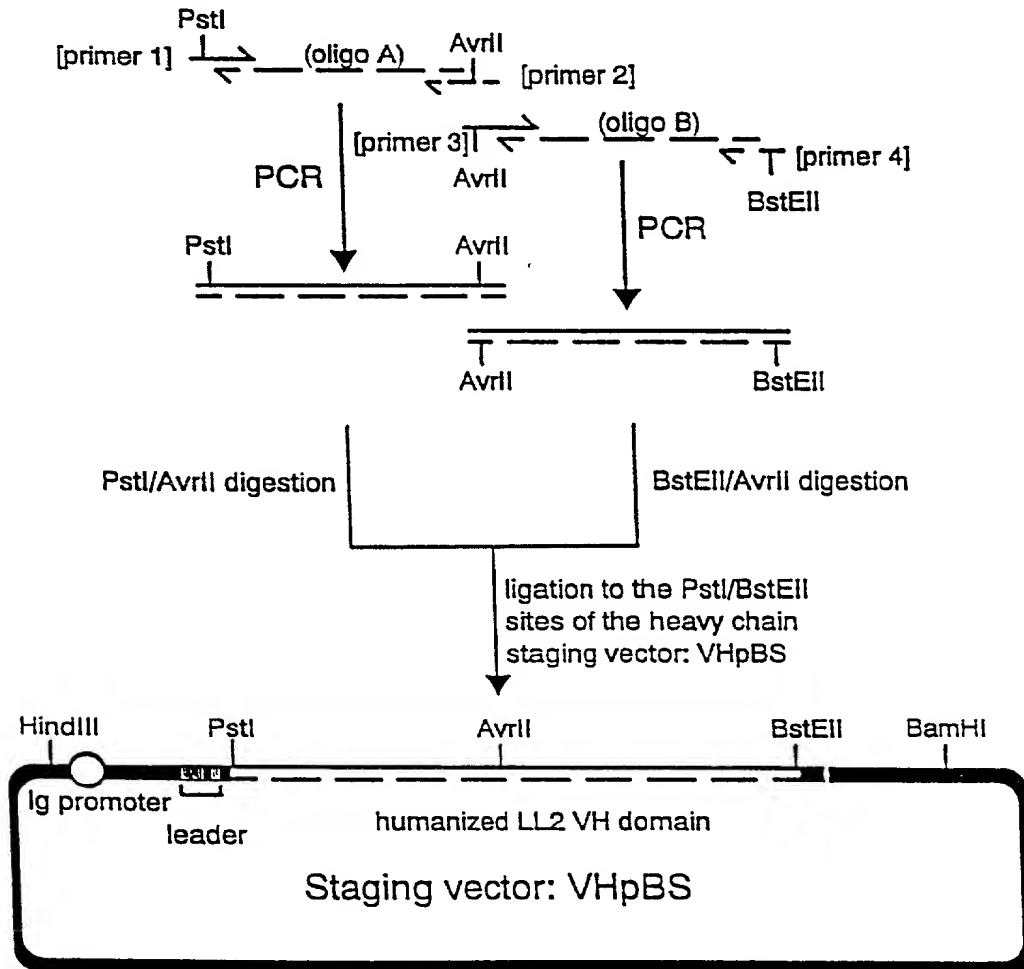 PstI
[primer 1]
(oligo A)
AvrII
[primer 2]
[primer 3]
(oligo B)
[primer 4]
AvrII
BstEII
PCR
PCR
PstI
AvrII
AvrII
BstEII
PstI/AvrII digestion
BstEII/AvrII digestion
ligation to the PstI/BstEII
sites of the heavy chain
staging vector: VHpBS
HindIII
PstI
AvrII
BstEII
BamHI
Ig promoter
leader
humanized LL2 VH domain
Staging vector: VHpBS